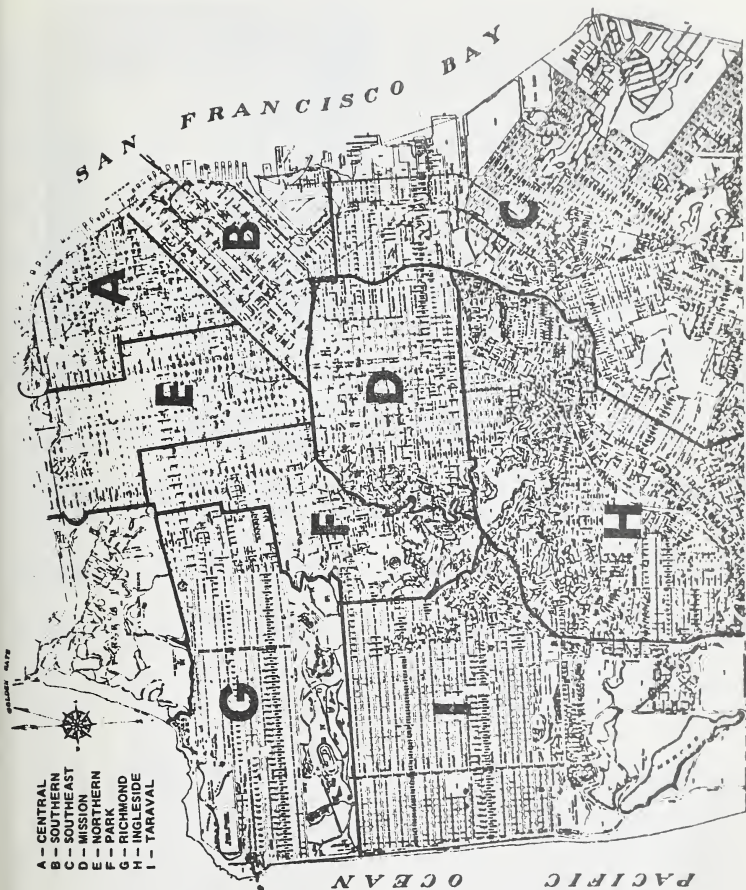 SAN FRANCISCO BAY
GOLDEN GATE
A – CENTRAL
B – SOUTHERN
C – SOUTHEAST
D – MISSION
E – NORTHERN
F – PARK
G – RICHMOND
H – INGLESIDE
I – TARAVAL
A
B
C
D
E
F
G
H
I
PACIFIC OCEAN